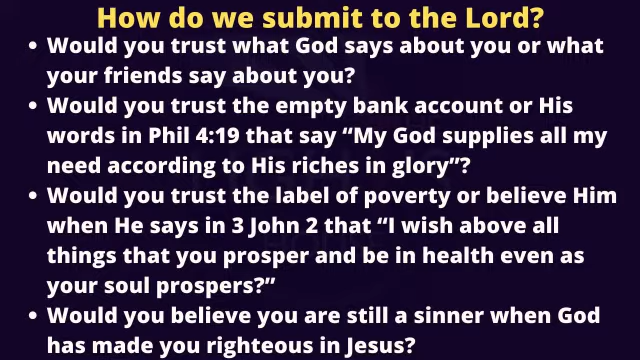 How do we submit to the Lord?
• Would you trust what God says about you or what
your friends say about you?
• Would you trust the empty bank account or His
words in Phil 4:19 that say “My God supplies all my
need according to His riches in glory”?
• Would you trust the label of poverty or believe Him
when He says in 3 John 2 that “I wish above all
things that you prosper and be in health even as
your soul prospers?”
• Would you believe you are still a sinner when God
has made you righteous in Jesus?